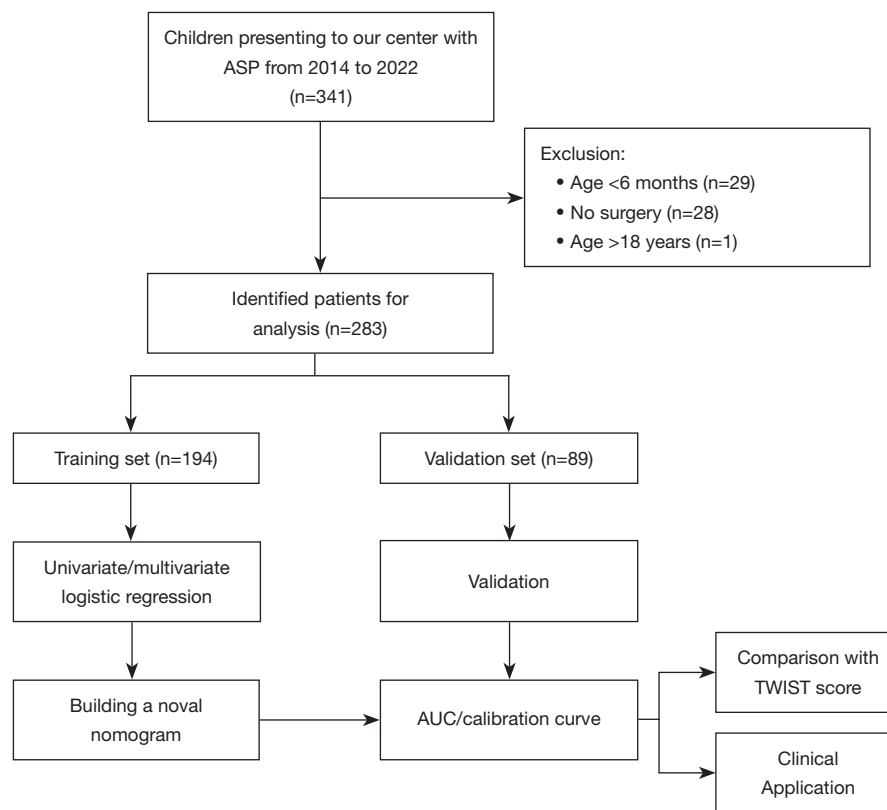 Children presenting to our center with
ASP from 2014 to 2022
(n=341)
Exclusion:
• Age <6 months (n=29)
• No surgery (n=28)
• Age >18 years (n=1)
Identified patients for
analysis (n=283)
Training set (n=194)
Validation set (n=89)
Univariate/multivariate
logistic regression
Validation
Building a noval
nomogram
AUC/calibration curve
Comparison with
TWIST score
Clinical
Application